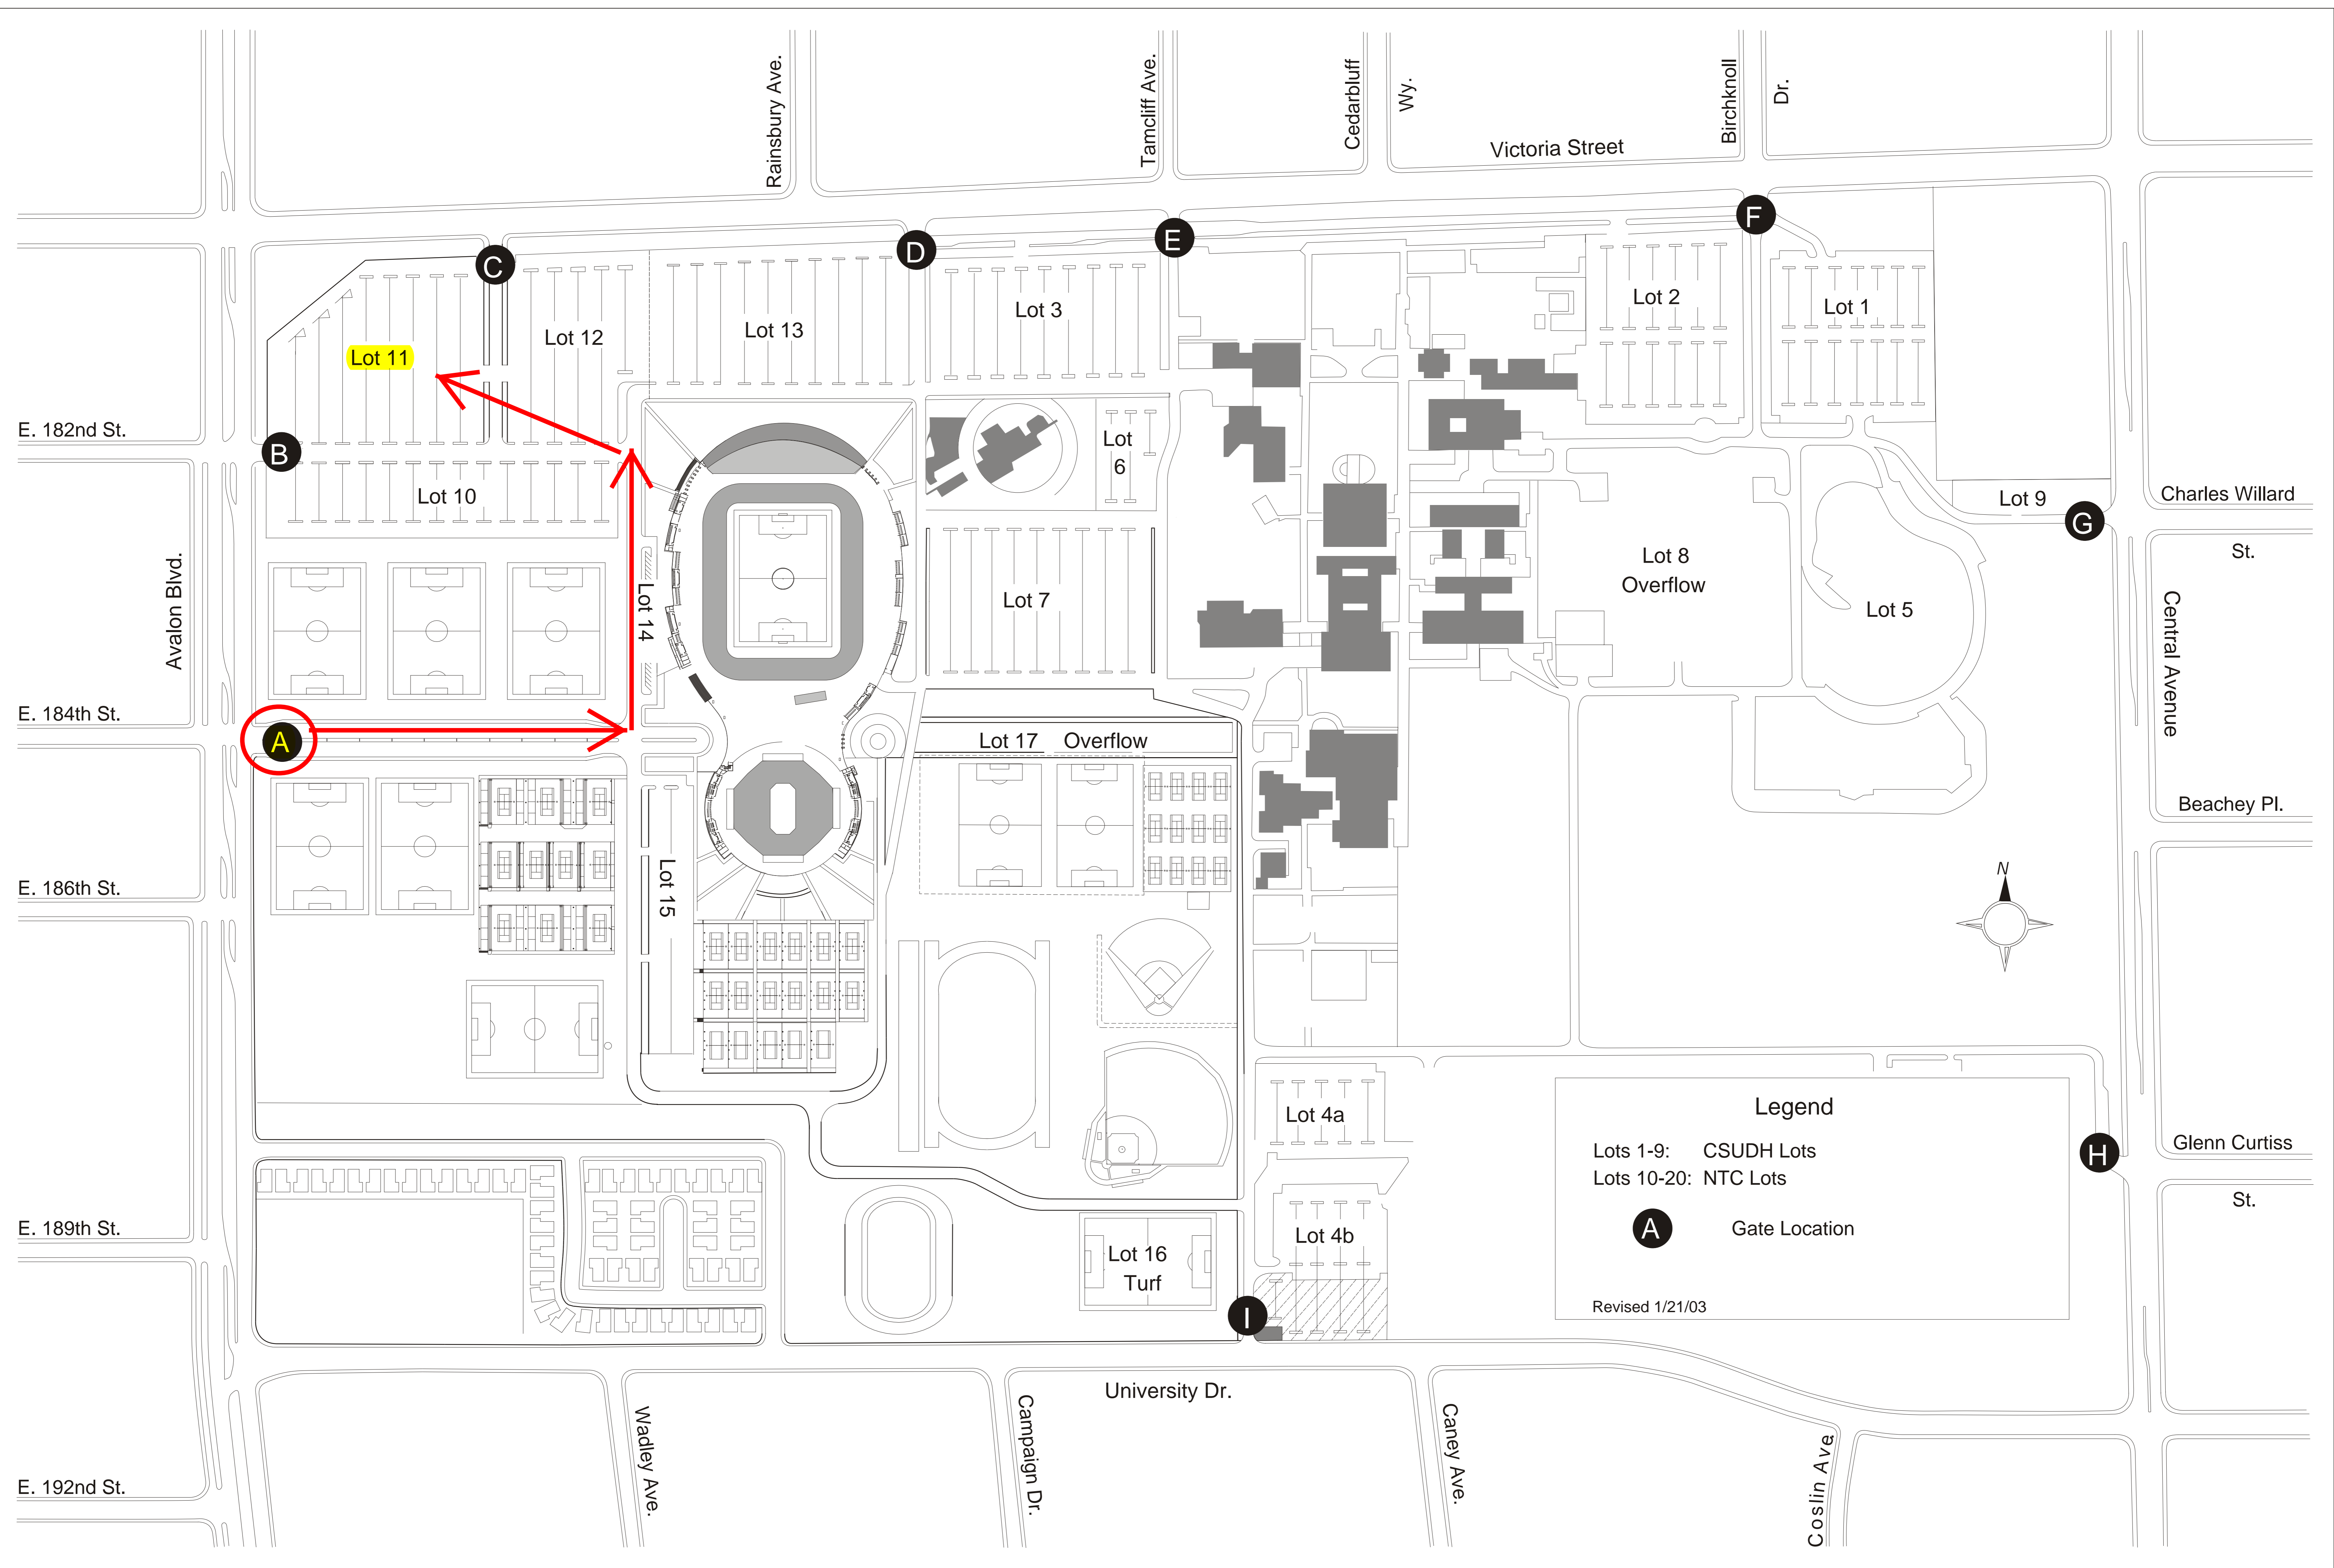 Rainsbury Ave.
Tamcliff Ave.
Cedarbluff
Wy.
Birchknoll
Dr.
Victoria Street
F
E
D
C
Lot 2
Lot 1
Lot 3
Lot 13
Lot 12
Lot 11
E. 182nd St.
B
Lot
6
Lot 10
Lot 9
Charles Willard
G
St.
Avalon Blvd.
Lot 14
Lot 7
Lot 8
Overflow
Lot 5
Central Avenue
E. 184th St.
A
Lot 17 Overflow
Beachey Pl.
E. 186th St.
Lot 15
N
Lot 4a
Legend
Lots 1-9: CSUDH Lots
Lots 10-20: NTC Lots
A Gate Location
Revised 1/21/03
H
Glenn Curtiss
St.
E. 189th St.
Lot 4b
Lot 16
Turf
I
University Dr.
Wadley Ave.
Campaign Dr.
Caney Ave.
Coslin Ave
E. 192nd St.